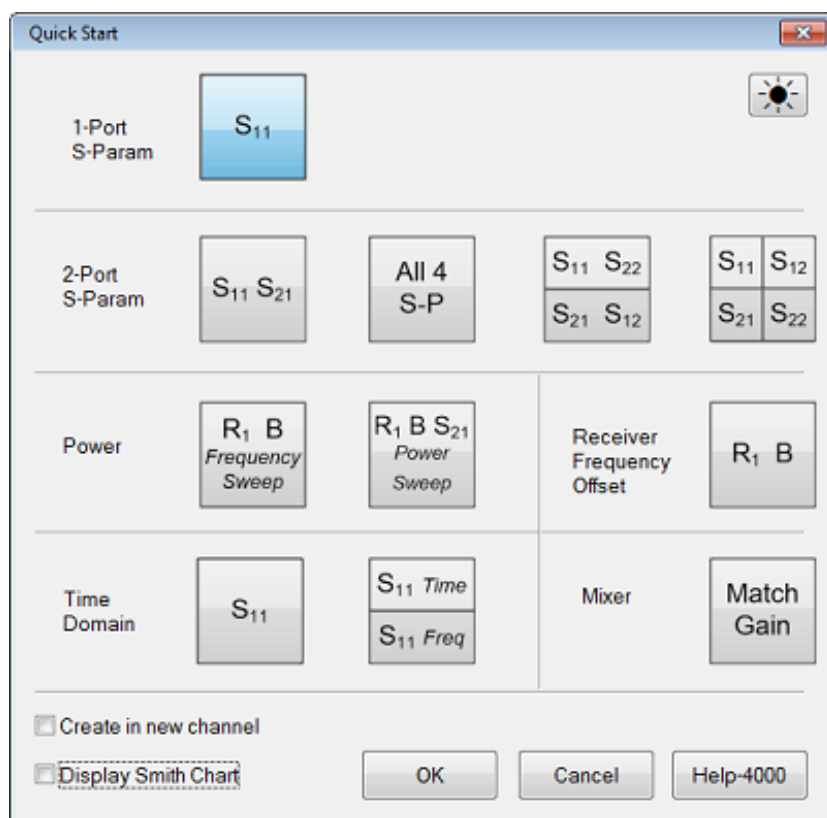 Quick Start
1-Port
S-Param
S₁₁
2-Port
S-Param
S₁₁ S₂₁
All 4
S-P
S₁₁ S₂₂
S₂₁ S₁₂
S₁₁ S₁₂
S₂₁ S₂₂
Power
R₁ B
Frequency
Sweep
R₁ B S₂₁
Power
Sweep
Receiver
Frequency
Offset
R₁ B
Time
Domain
S₁₁
S₁₁ Time
S₁₁ Freq
Mixer
Match
Gain
Create in new channel
Display Smith Chart
OK
Cancel
Help-4000